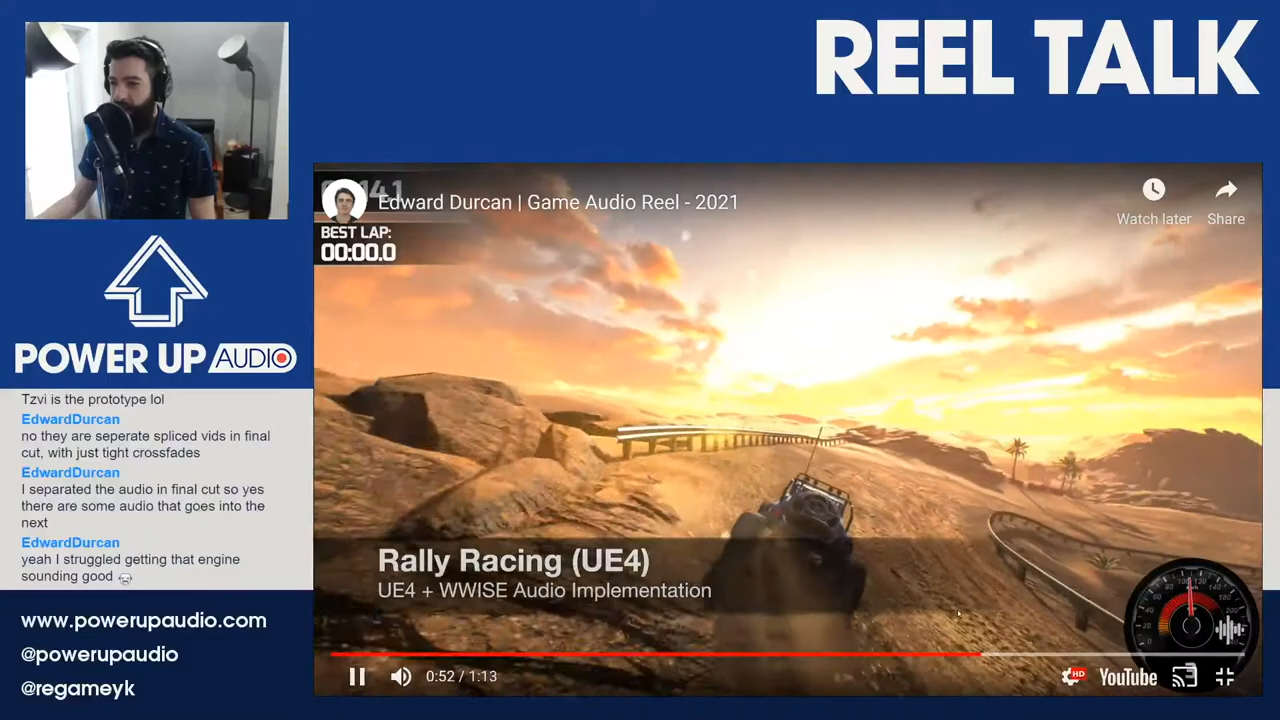 REEL TALK
Edward Durcan | Game Audio Reel - 2021
Watch later
Share
BEST LAP:
00:00.0
POWER UP AUDIO
Tzvi is the prototype lol
EdwardDurcan
no they are seperate spliced vids in final
cut, with just tight crossfades
EdwardDurcan
I separated the audio in final cut so yes
there are some audio that goes into the
next
EdwardDurcan
yeah I struggled getting that engine
sounding good
Rally Racing (UE4)
UE4 + WWISE Audio Implementation
www.powerupaudio.com
@powerupaudio
@regameyk
0:52 / 1:13
HD
YouTube